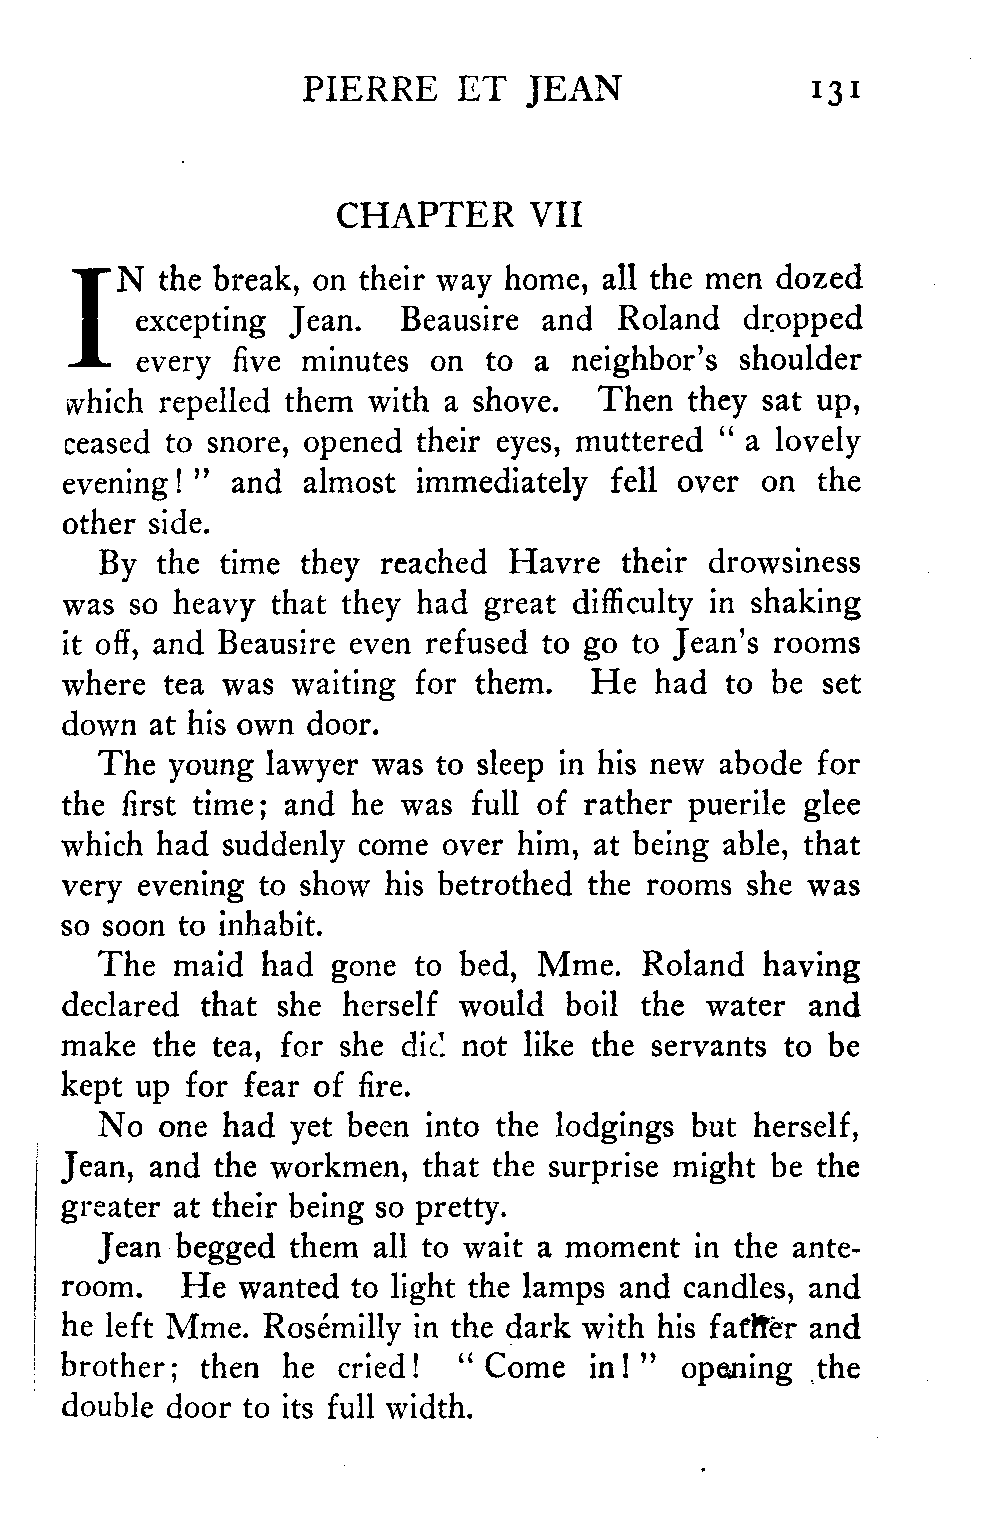 PIERRE ET JEAN 131
CHAPTER VII
IN the break, on their way home, all the men dozed
excepting Jean. Beausire and Roland dropped
every five minutes on to a neighbor's shoulder
which repelled them with a shove. Then they sat up,
ceased to snore, opened their eyes, muttered “ a lovely
evening! ” and almost immediately fell over on the
other side.
By the time they reached Havre their drowsiness
was so heavy that they had great difficulty in shaking
it off, and Beausire even refused to go to Jean's rooms
where tea was waiting for them. He had to be set
down at his own door.
The young lawyer was to sleep in his new abode for
the first time; and he was full of rather puerile glee
which had suddenly come over him, at being able, that
very evening to show his betrothed the rooms she was
so soon to inhabit.
The maid had gone to bed, Mme. Roland having
declared that she herself would boil the water and
make the tea, for she did not like the servants to be
kept up for fear of fire.
No one had yet been into the lodgings but herself,
Jean, and the workmen, that the surprise might be the
greater at their being so pretty.
Jean begged them all to wait a moment in the ante-
room. He wanted to light the lamps and candles, and
he left Mme. Rosémilly in the dark with his father and
brother; then he cried! “ Come in! ” opening the
double door to its full width.